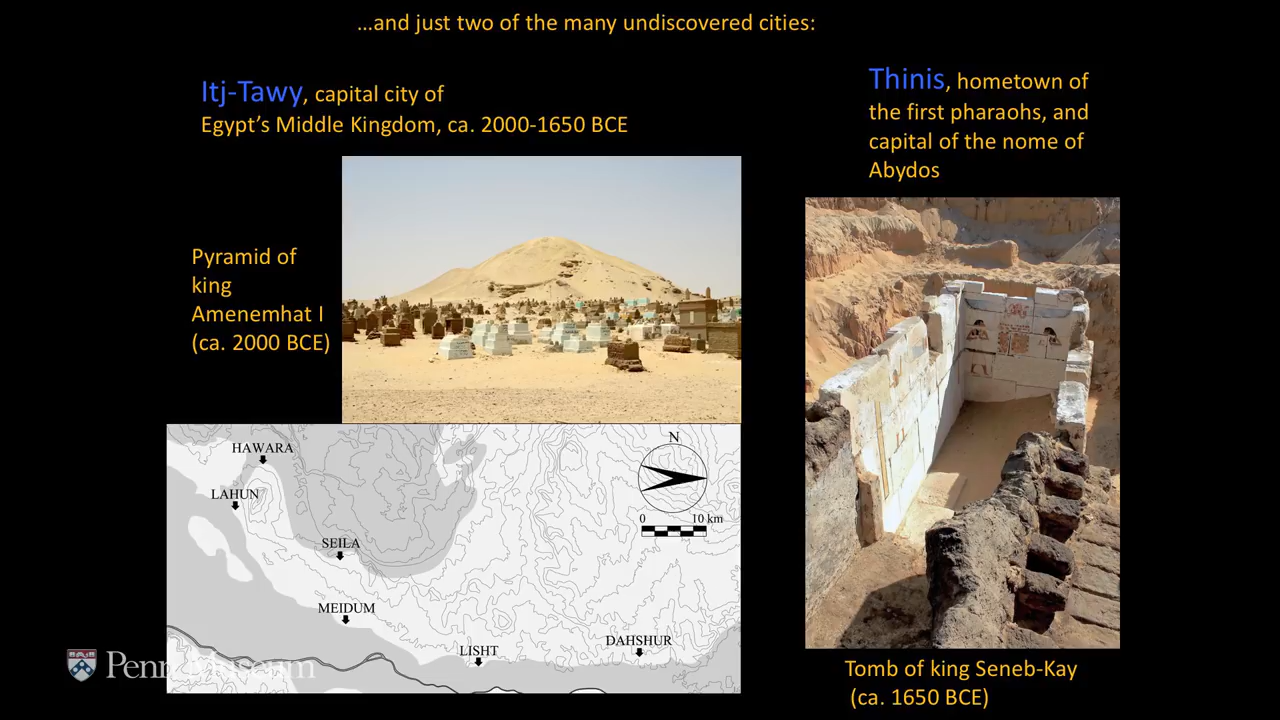 …and just two of the many undiscovered cities:
Itj-Tawy, capital city of
Egypt’s Middle Kingdom, ca. 2000-1650 BCE
Thinis, hometown of
the first pharaohs, and
capital of the nome of
Abydos
Pyramid of
king
Amenemhat I
(ca. 2000 BCE)
HAWARA
LAHUN
SEILA
MEIDUM
LISHT
DAHSHUR
N
0 10 km
Penn Museum
Tomb of king Seneb-Kay
(ca. 1650 BCE)